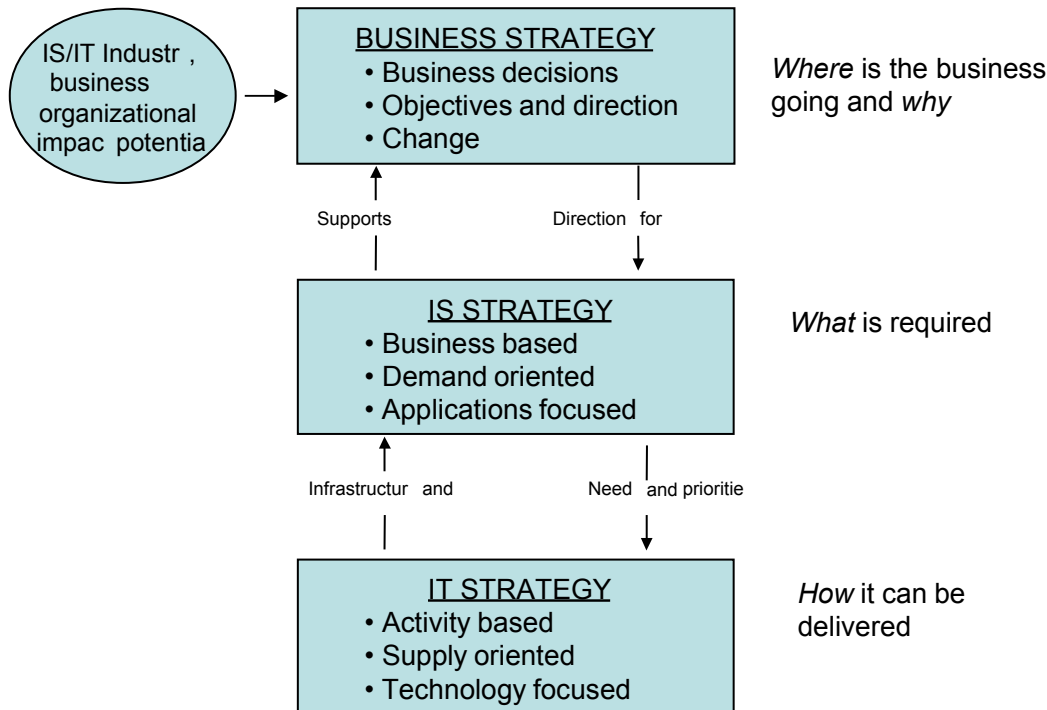 IS/IT Industr ,
business
organizational
impac potentia
BUSINESS STRATEGY
• Business decisions
• Objectives and direction
• Change
Where is the business
going and why
Supports
Direction for
IS STRATEGY
• Business based
• Demand oriented
• Applications focused
What is required
Infrastructur and
Need and prioritie
IT STRATEGY
• Activity based
• Supply oriented
• Technology focused
How it can be
delivered